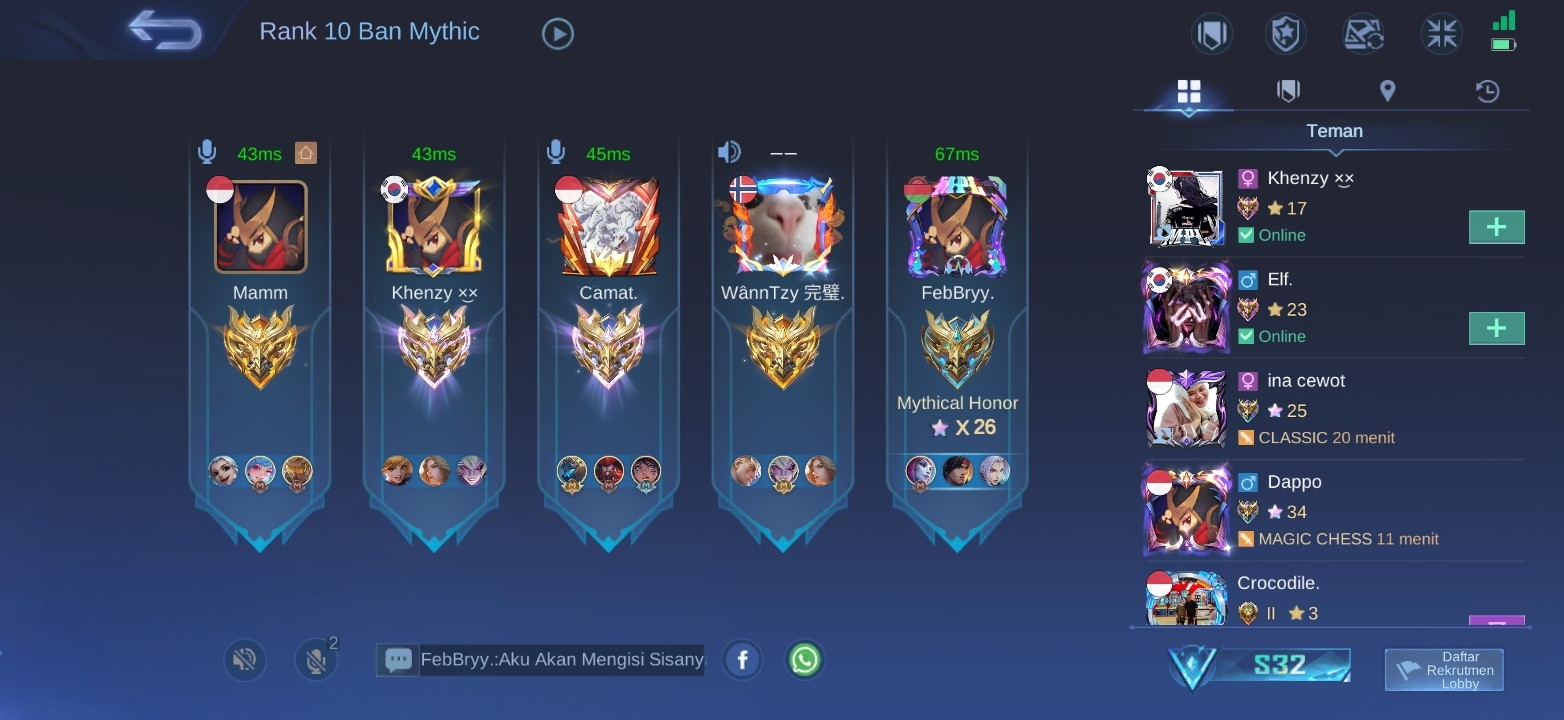 Rank 10 Ban Mythic
43ms
43ms
45ms
——
67ms
Mamm
Khenzy ×͜×
Camat.
WânnTzy 完璧.
FebBryy.
Mythical Honor
X 26
2
FebBryy.:Aku Akan Mengisi Sisany
Teman
Khenzy ×͜×
17
Online
Elf.
23
Online
ina cewot
25
CLASSIC 20 menit
Dappo
34
MAGIC CHESS 11 menit
Crocodile.
II 3
S32
Daftar
Rekrutmen
Lobby